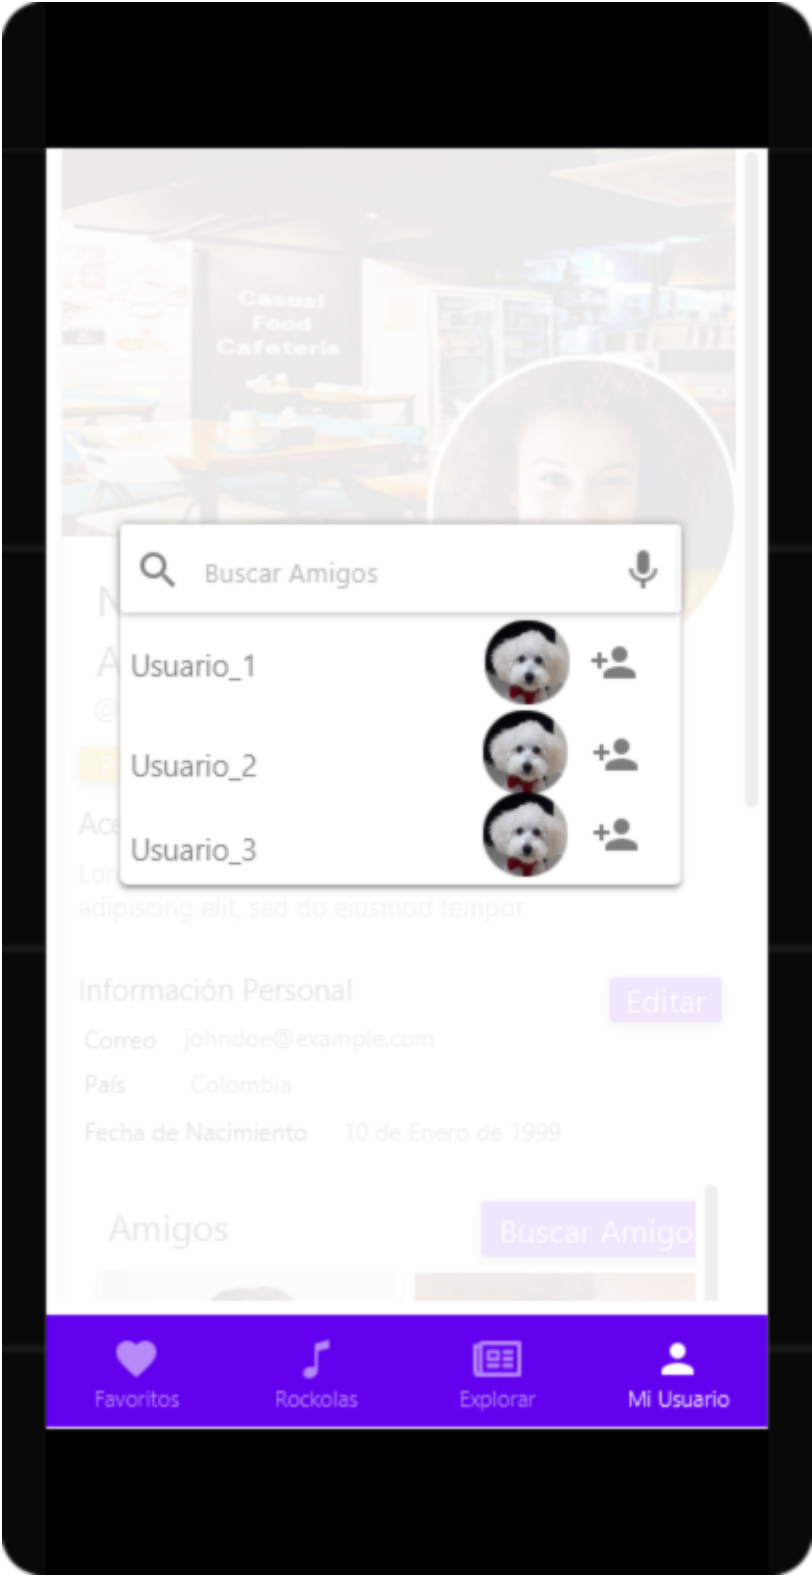 Casual
Food
Cafeteria
Buscar Amigos
N
Usuario_1
A
@
Usuario_2
Usuario_3
Ace
Lor
adipiscing elit, sed do eiusmod tempor
Información Personal
Editar
Correo johndoe@example.com
País Colombia
Fecha de Nacimiento 10 de Enero de 1999
Amigos
Buscar Amigo
Favoritos
Rockolas
Explorar
Mi Usuario